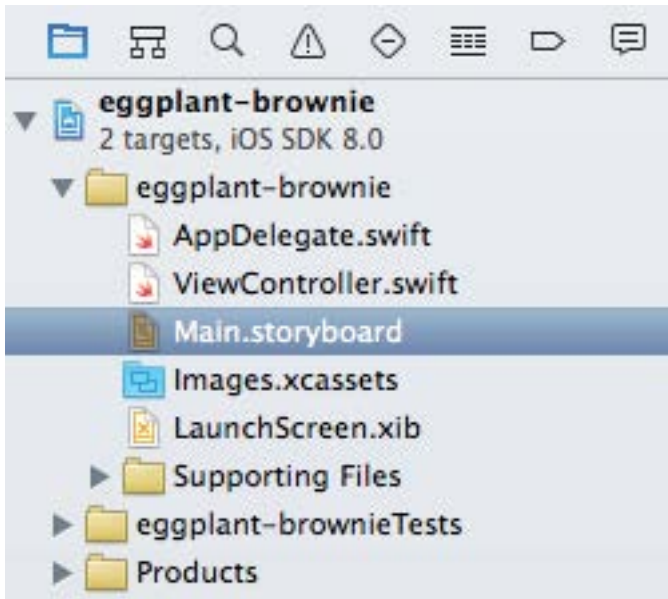 eggplant-brownie
2 targets, iOS SDK 8.0
eggplant-brownie
AppDelegate.swift
ViewController.swift
Main.storyboard
Images.xcassets
LaunchScreen.xib
Supporting Files
eggplant-brownieTests
Products